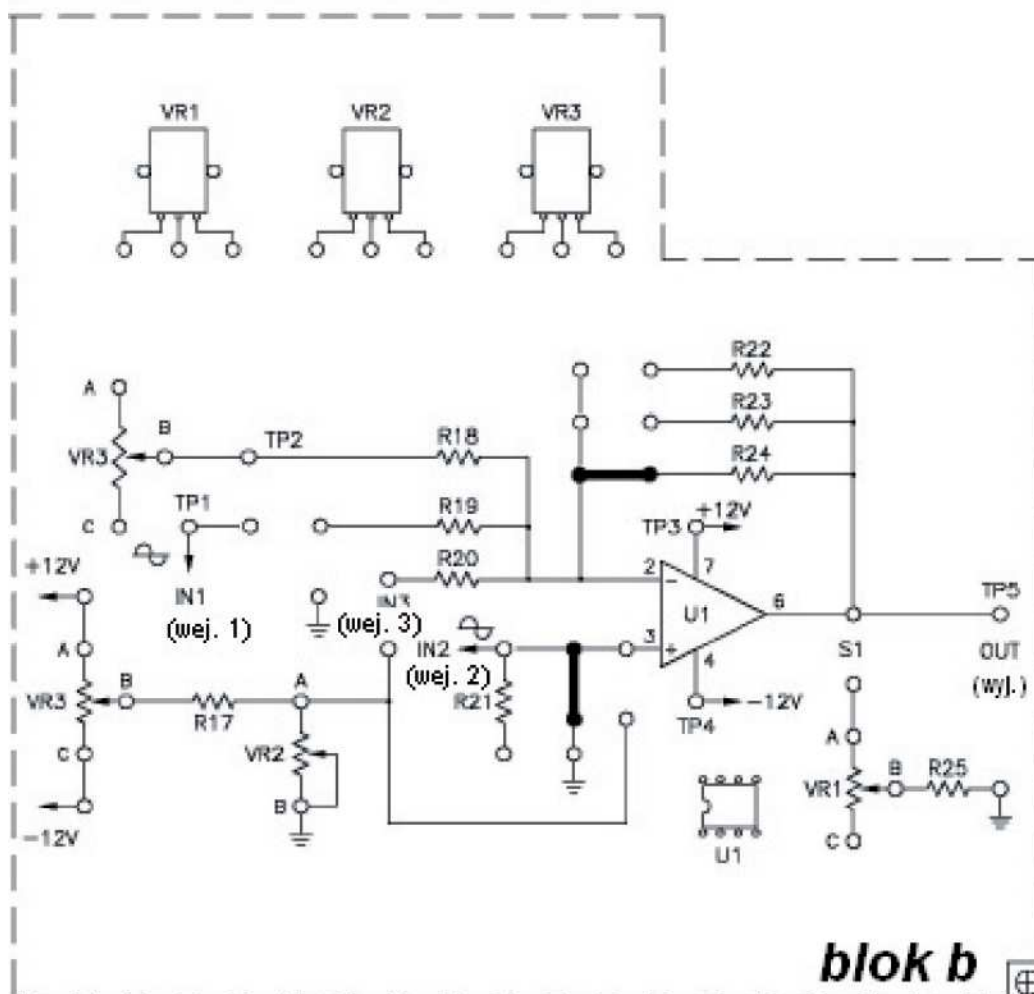 VR1 VR2 VR3
R22
A
R23
B TP2 R18 R24
VR3
C TP1 R19 TP3 +12V
+12V R20 2 - 7
IN1 IN3 U1 6 TP5
(wej. 1) (wej. 3) IN2 3 + S1 OUT
A (wej. 2) 4 (wyj.)
VR3 B R17 A R21 TP4 -12V
C VR2 A
B VR1 B R25
-12V C
U1
blok b